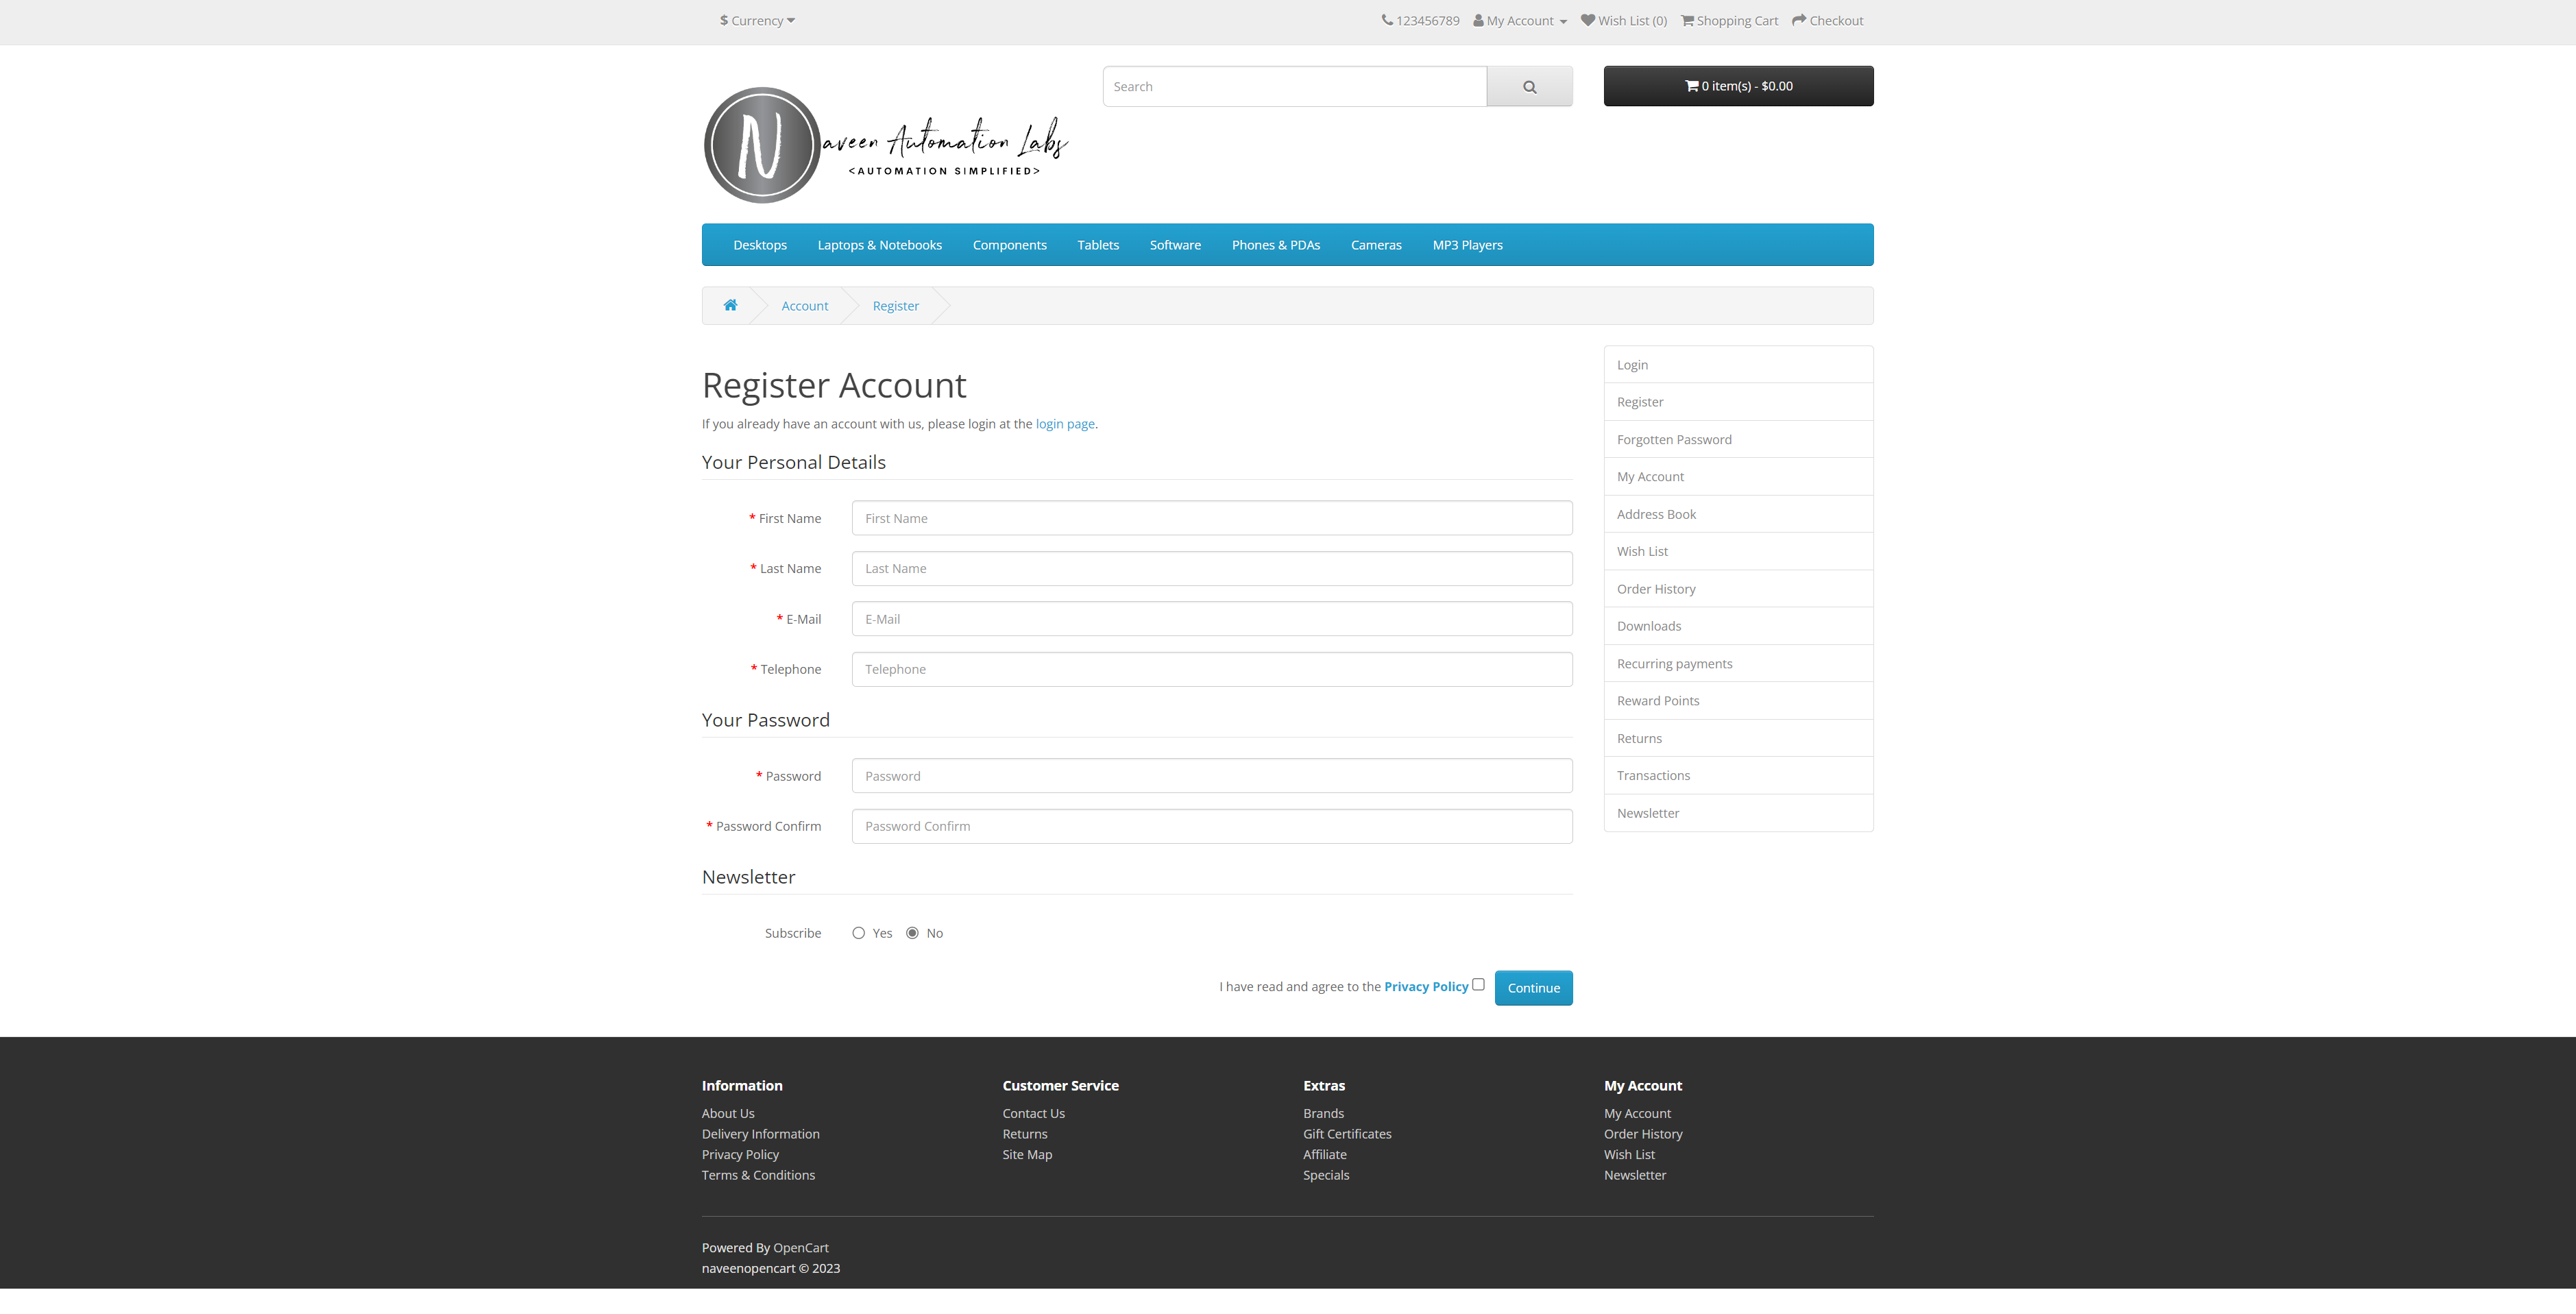 $ Currency
123456789 My Account Wish List (0) Shopping Cart Checkout
Search
0 item(s) - $0.00
N
aveen Automation Labs
<AUTOMATION SIMPLIFIED>
Desktops Laptops & Notebooks Components Tablets Software Phones & PDAs Cameras MP3 Players
Account Register
Register Account
If you already have an account with us, please login at the login page.
Your Personal Details
* First Name First Name
* Last Name Last Name
* E-Mail E-Mail
* Telephone Telephone
Your Password
* Password Password
* Password Confirm Password Confirm
Newsletter
Subscribe Yes No
I have read and agree to the Privacy Policy Continue
Login
Register
Forgotten Password
My Account
Address Book
Wish List
Order History
Downloads
Recurring payments
Reward Points
Returns
Transactions
Newsletter
Information
About Us
Delivery Information
Privacy Policy
Terms & Conditions
Customer Service
Contact Us
Returns
Site Map
Extras
Brands
Gift Certificates
Affiliate
Specials
My Account
My Account
Order History
Wish List
Newsletter
Powered By OpenCart
naveenopencart © 2023